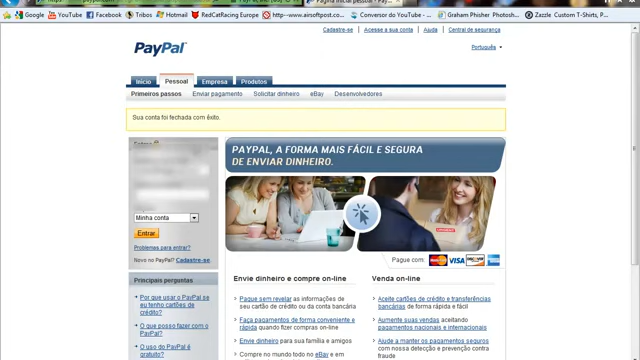 Google
YouTube
Facebook
Tribos
Hotmail
RedCatRacing Europe
http://www.airsoftpost.co...
Conversor do YouTube - ...
Graham Phisher Photosh...
Zazzle Custom T-Shirts, P...
Cadastre-se
Acesse a sua conta
Ajuda
Central de segurança
PayPal
Português
Início
Pessoal
Empresa
Produtos
Primeiros passos
Enviar pagamento
Solicitar dinheiro
eBay
Desenvolvedores
Sua conta foi fechada com êxito.
PAYPAL, A FORMA MAIS FÁCIL E SEGURA
DE ENVIAR DINHEIRO.
Minha conta
Entrar
Problemas para entrar?
Novo no PayPal? Cadastre-se.
Pague com:
VISA
DISCOVER
Principais perguntas
Por que usar o PayPal se
eu tenho cartões de
crédito?
O que posso fazer com o
PayPal?
O uso do PayPal é
gratuito?
Envie dinheiro e compre on-line
Pague sem revelar as informações de
seu cartão de crédito ou da conta bancária
Faça pagamentos de forma conveniente e
rápida quando fizer compras on-line
Envie dinheiro para sua família e amigos
Compre no mundo todo no eBay e em
Venda on-line
Aceite cartões de crédito e transferências
bancárias de forma rápida e fácil
Aumente suas vendas aceitando
pagamentos nacionais e internacionais
Ajude a manter os pagamentos seguros
com nossa detecção e prevenção contra
fraude